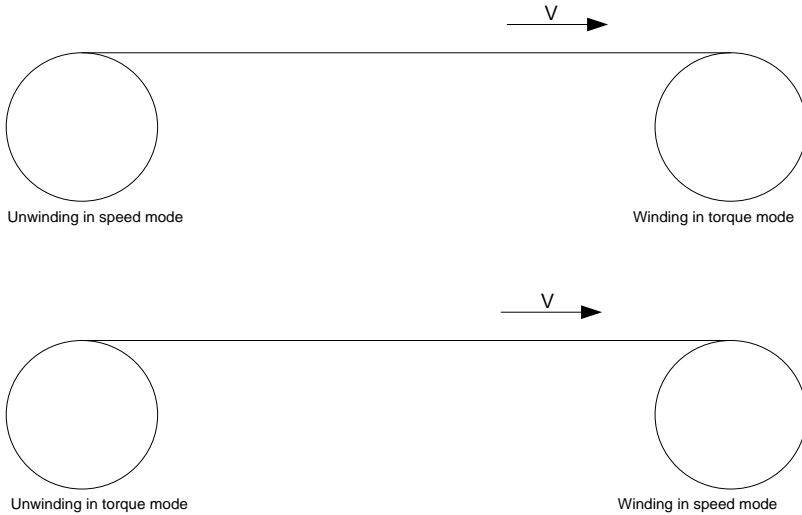 V
Unwinding in speed mode
Winding in torque mode
V
Unwinding in torque mode
Winding in speed mode